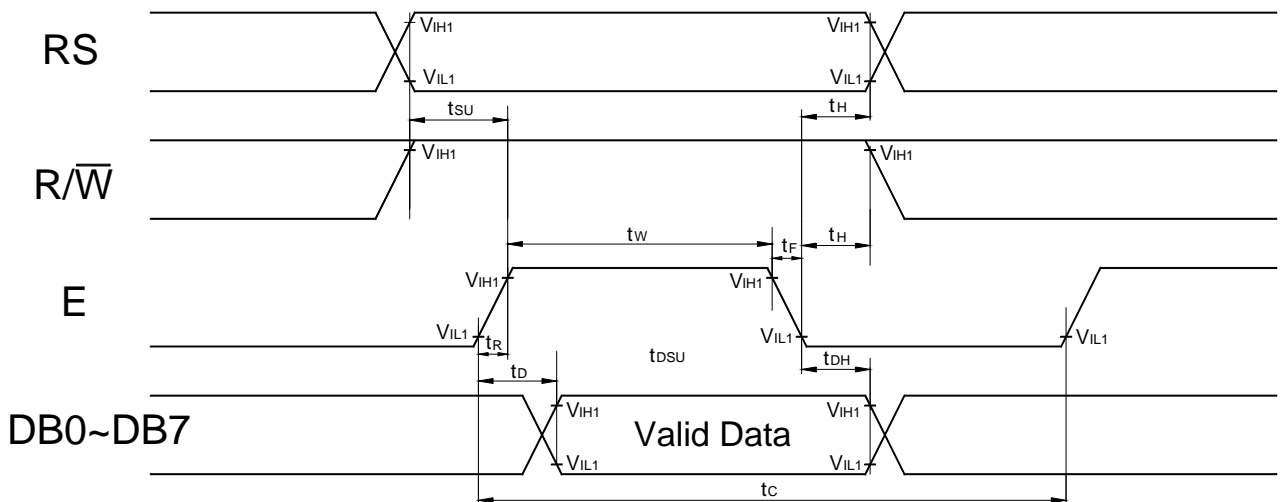 VIH1 VIH1
RS
VIL1 VIL1
tSU tH
VIH1 VIH1
R/W̅
tW tF tH
VIH1 VIH1
E
VIL1 VIL1 VIL1
tR tDSU tDH
tD
VIH1 VIH1
DB0~DB7 Valid Data
VIL1 VIL1
tC